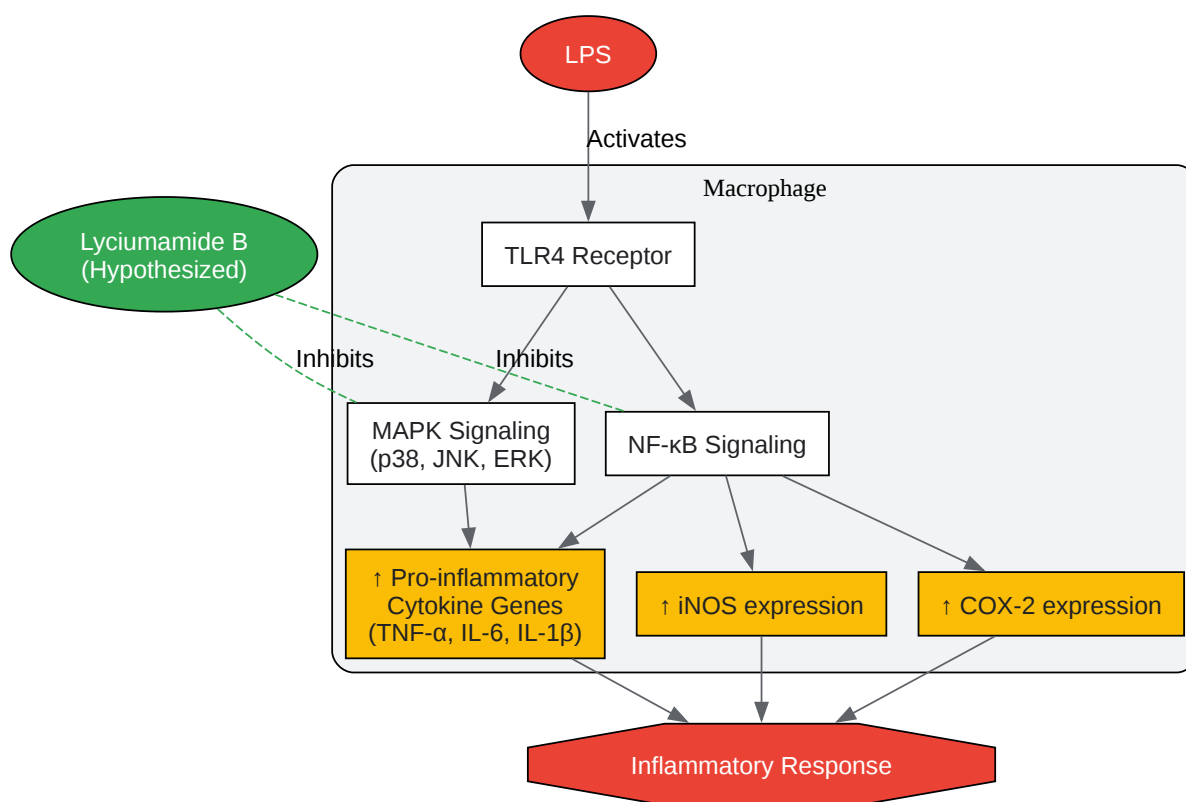 LPS
Activates
Macrophage
Lyciumamide B
(Hypothesized)
TLR4 Receptor
Inhibits
Inhibits
MAPK Signaling
(p38, JNK, ERK)
NF-κB Signaling
↑ Pro-inflammatory
Cytokine Genes
(TNF-α, IL-6, IL-1β)
↑ iNOS expression
↑ COX-2 expression
Inflammatory Response